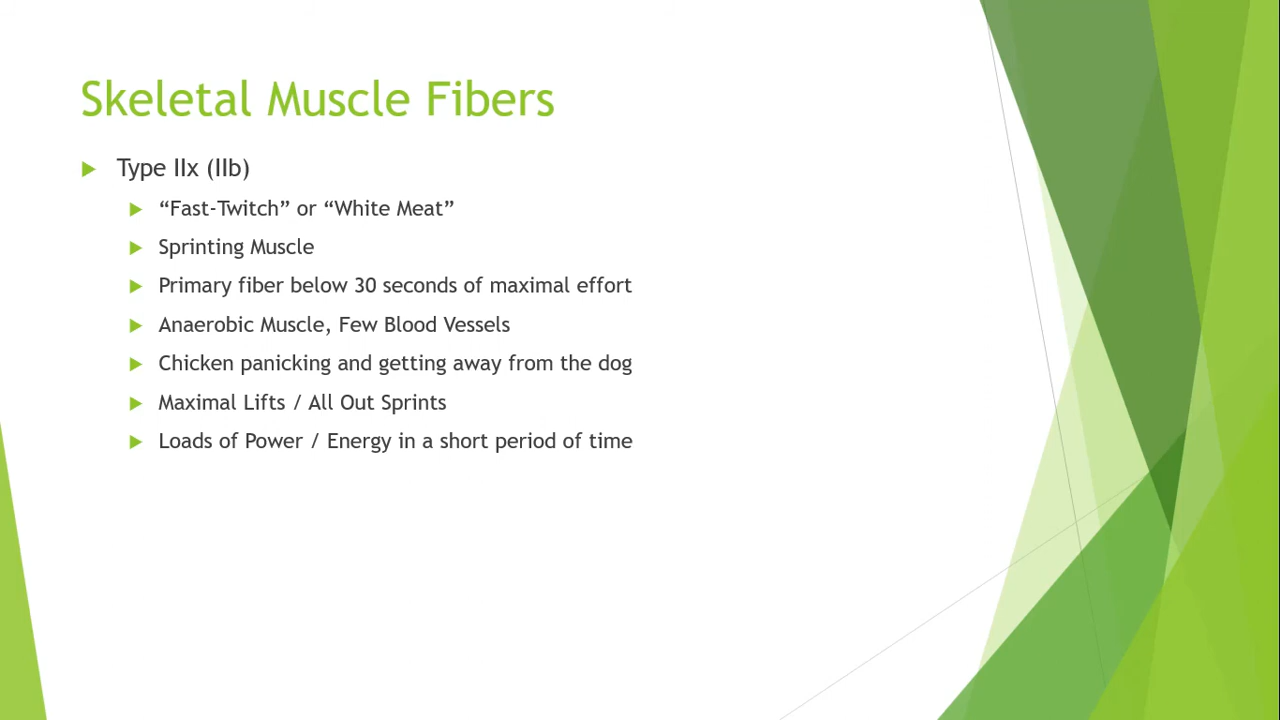 Skeletal Muscle Fibers
Type IIx (IIb)
“Fast-Twitch” or “White Meat”
Sprinting Muscle
Primary fiber below 30 seconds of maximal effort
Anaerobic Muscle, Few Blood Vessels
Chicken panicking and getting away from the dog
Maximal Lifts / All Out Sprints
Loads of Power / Energy in a short period of time